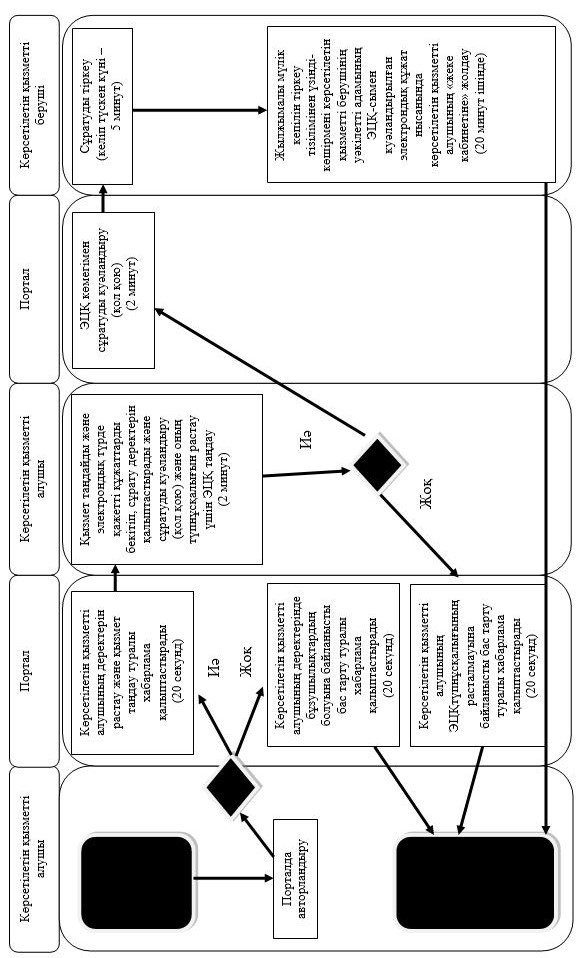 Көрсетілетін қызметті
алушы
Портал
Көрсетілетін қызметті
алушы
Портал
Көрсетілетін қызметті
беруші
Порталда
авторландыру
Көрсетілетін қызметті
алушының деректерін
растау және қызмет
таңдау туралы
хабарлама
қалыптастырады
(20 секунд)
Иә
Жоқ
Көрсетілетін қызметті
алушының деректерінде
бұзушылықтардың
болуына байланысты
бас тарту туралы
хабарлама
қалыптастырады
(20 секунд)
Көрсетілетін қызметті
алушының
ЭЦҚтүпнұсқалығының
расталмауына
байланысты бас тарту
туралы хабарлама
қалыптастырады
(20 секунд)
Қызмет таңдайды және
электрондық түрде
қажетті құжаттарды
бекітіп, сұрату деректерін
қалыптастырады және
сұратуды куәландыру
(қол қою) және оның
түпнұсқалығын растау
үшін ЭЦҚ таңдау
(2 минут)
Иә
Жоқ
ЭЦҚ көмегімен
сұратуды куәландыру
(қол қою)
(2 минут)
Сұратуды тіркеу
(келіп түскен күні –
5 минут)
Жылжымалы мүлік
кепілін тіркеу
тізілімінен үзінді-
көшірмені көрсетілетін
қызметті берушінің
уәкілетті адамының
ЭЦҚ-сымен
куәландырылған
электрондық құжат
нысанында
көрсетілетін қызметті
алушының «жеке
кабинетіне» жолдау
(20 минут ішінде)